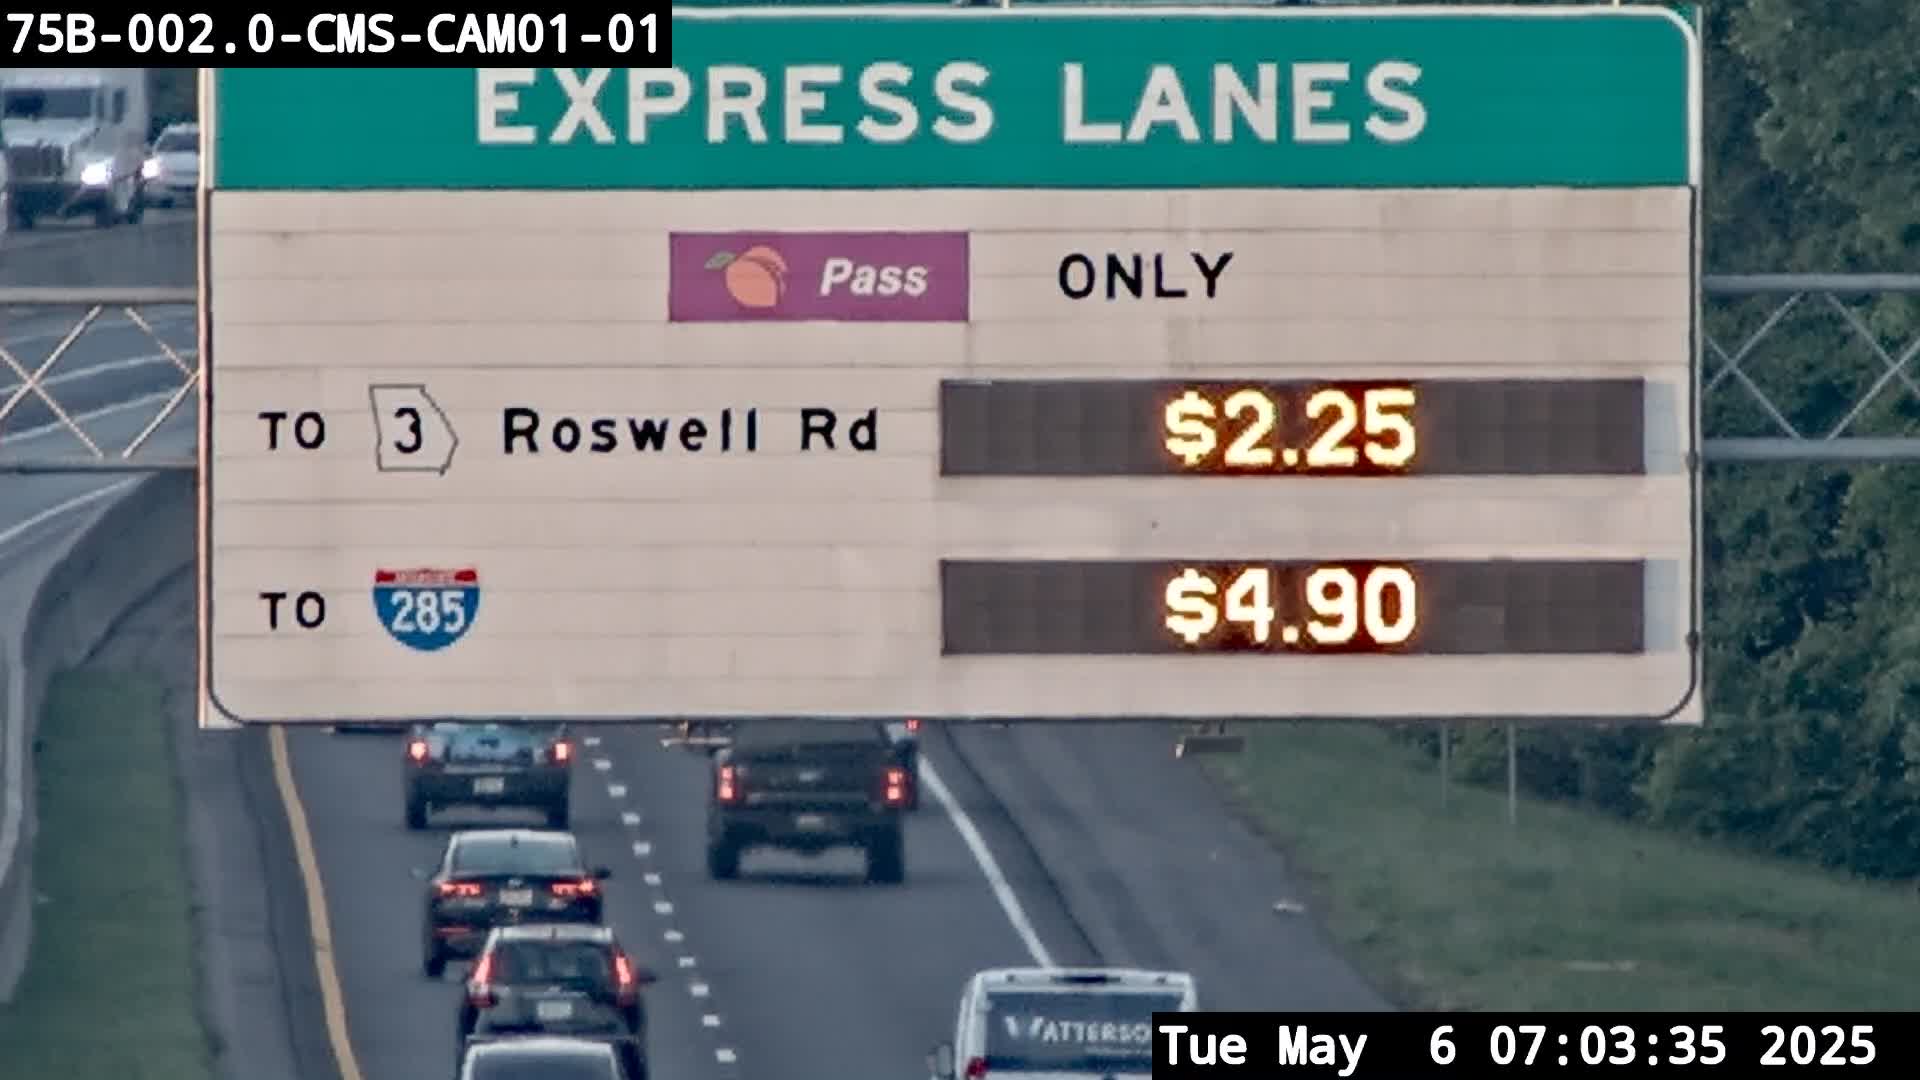 75B-002.0-CMS-CAM01-01
EXPRESS LANES
Pass ONLY
TO 3 Roswell Rd $2.25
TO 285 $4.90
Tue May 6 07:03:35 2025